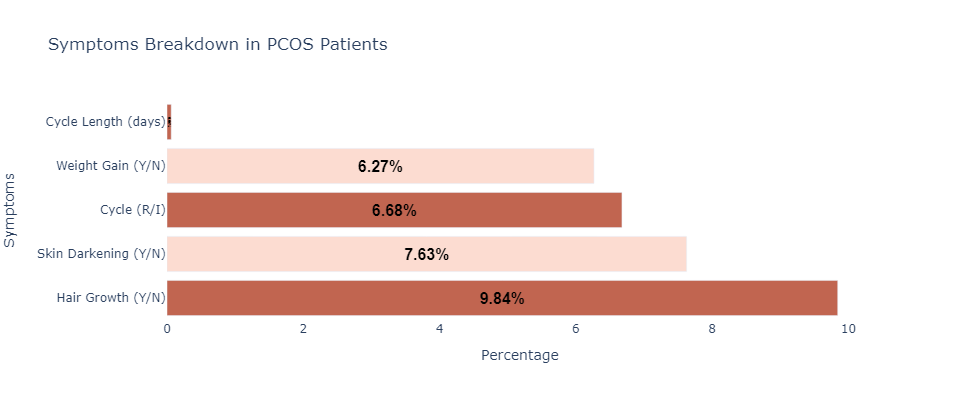 Symptoms Breakdown in PCOS Patients
Symptoms
Cycle Length (days)
Weight Gain (Y/N)
6.27%
Cycle (R/I)
6.68%
Skin Darkening (Y/N)
7.63%
Hair Growth (Y/N)
9.84%
0 2 4 6 8 10
Percentage